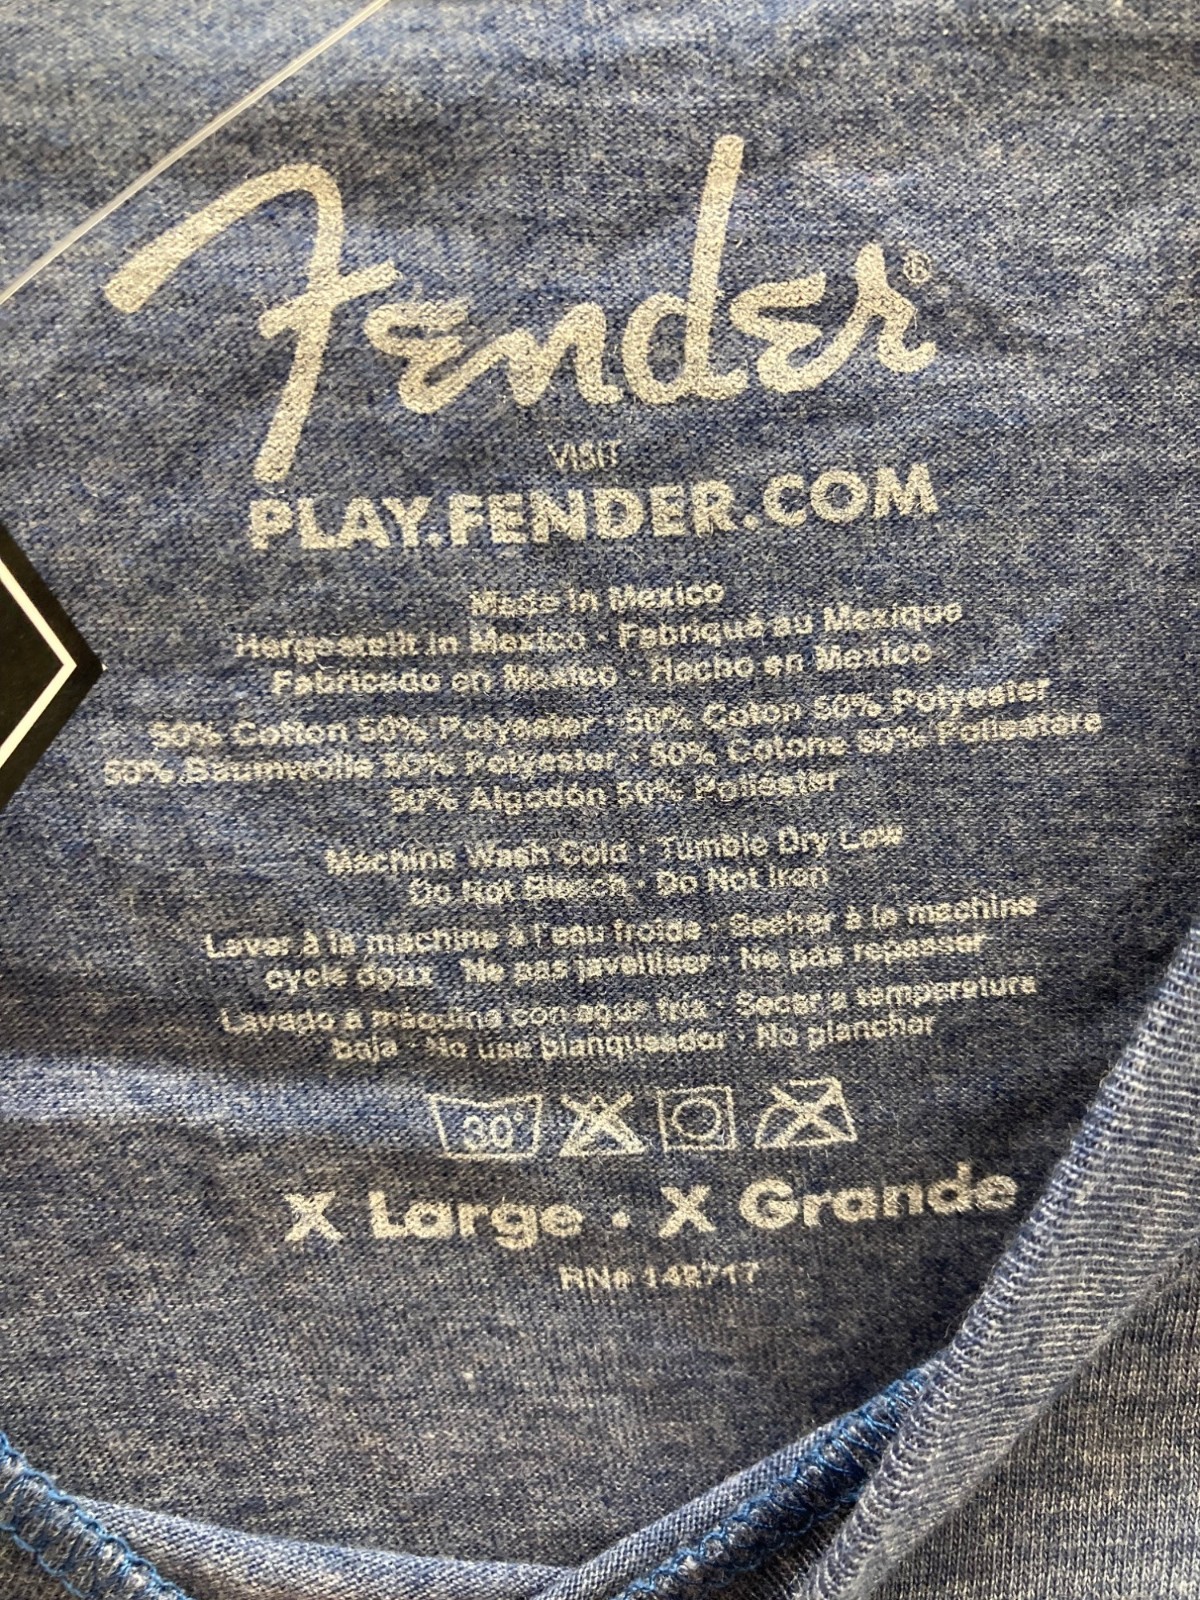 Fender®
VISIT
PLAY.FENDER.COM
Made in Mexico
Hergestellt in Mexico · Fabriqué au Mexique
Fabricado en Mexico · Hecho en Mexico
50% Cotton 50% Polyester · 50% Coton 50% Polyester
50% Baumwolle 50% Polyester · 50% Cotone 50% Poliestere
50% Algodón 50% Poliéster
Machine Wash Cold · Tumble Dry Low
Do Not Bleach · Do Not Iron
Laver à la machine à l'eau froide · Secher à la machine
cycle doux · Ne pas javelliser · Ne pas repasser
Lavado a máquina con agua fría · Secar a temperatura
baja · No use blanqueador · No planchar
30°
X Large · X Grande
RN# 149717